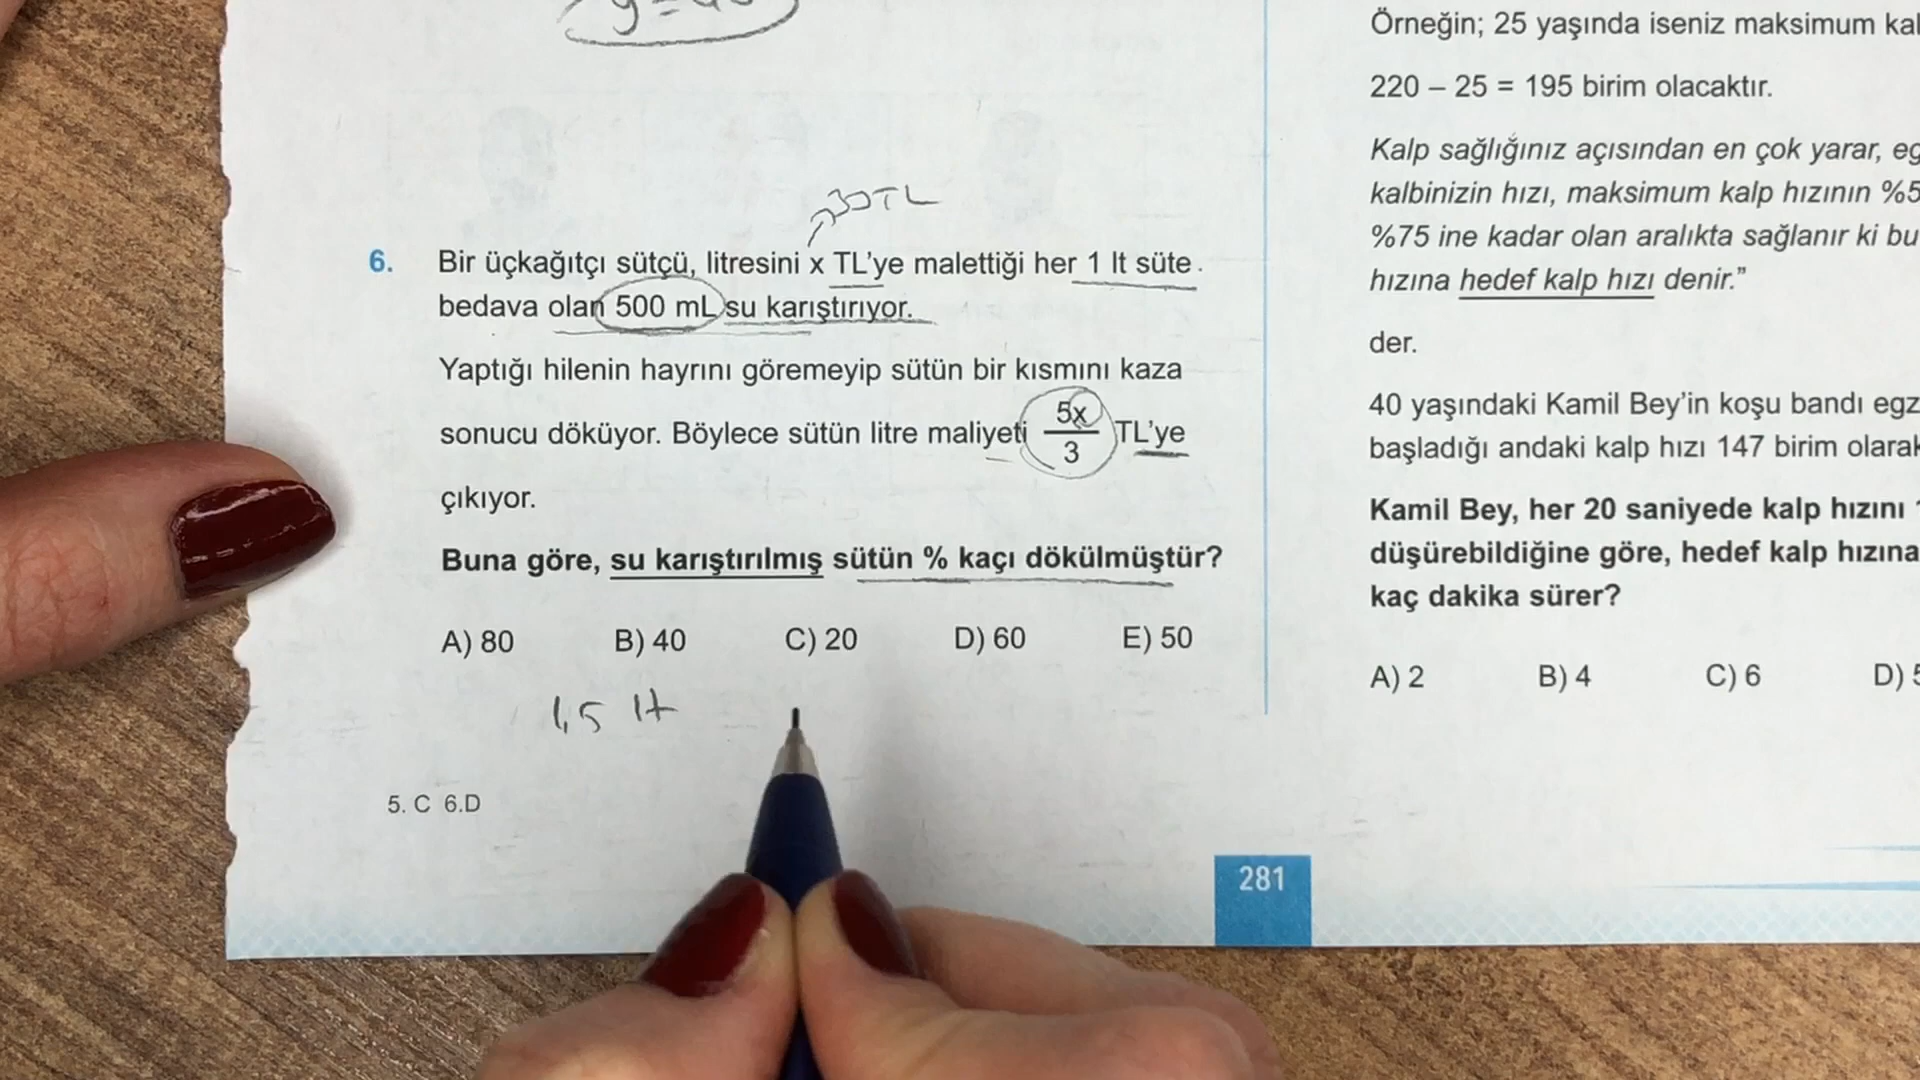 30TL
6. Bir üçkağıtçı sütçü, litresini x TL'ye malettiği her 1 lt süte
bedava olan 500 mL su karıştırıyor.
Yaptığı hilenin hayrını göremeyip sütün bir kısmını kaza
sonucu döküyor. Böylece sütün litre maliyeti 5x/3 TL'ye
çıkıyor.
Buna göre, su karıştırılmış sütün % kaçı dökülmüştür?
A) 80 B) 40 C) 20 D) 60 E) 50
1,5 lt
5. C 6.D
281
Örneğin; 25 yaşında iseniz maksimum kal
220 – 25 = 195 birim olacaktır.
Kalp sağlığınız açısından en çok yarar, eg
kalbinizin hızı, maksimum kalp hızının %5
%75 ine kadar olan aralıkta sağlanır ki bu
hızına hedef kalp hızı denir.”
der.
40 yaşındaki Kamil Bey'in koşu bandı egz
başladığı andaki kalp hızı 147 birim olarak
Kamil Bey, her 20 saniyede kalp hızını
düşürebildiğine göre, hedef kalp hızına
kaç dakika sürer?
A) 2 B) 4 C) 6 D)